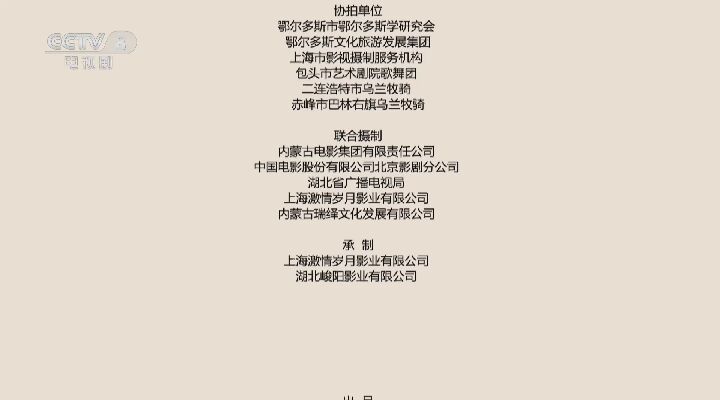 协拍单位
鄂尔多斯市鄂尔多斯学研究会
鄂尔多斯文化旅游发展集团
上海市影视摄制服务机构
包头市艺术剧院歌舞团
二连浩特市乌兰牧骑
赤峰市巴林右旗乌兰牧骑
联合摄制
内蒙古电影集团有限责任公司
中国电影股份有限公司北京影剧分公司
湖北省广播电视局
上海激情岁月影业有限公司
内蒙古瑞绎文化发展有限公司
承 制
上海激情岁月影业有限公司
湖北峻阳影业有限公司
CCTV 8
电视剧